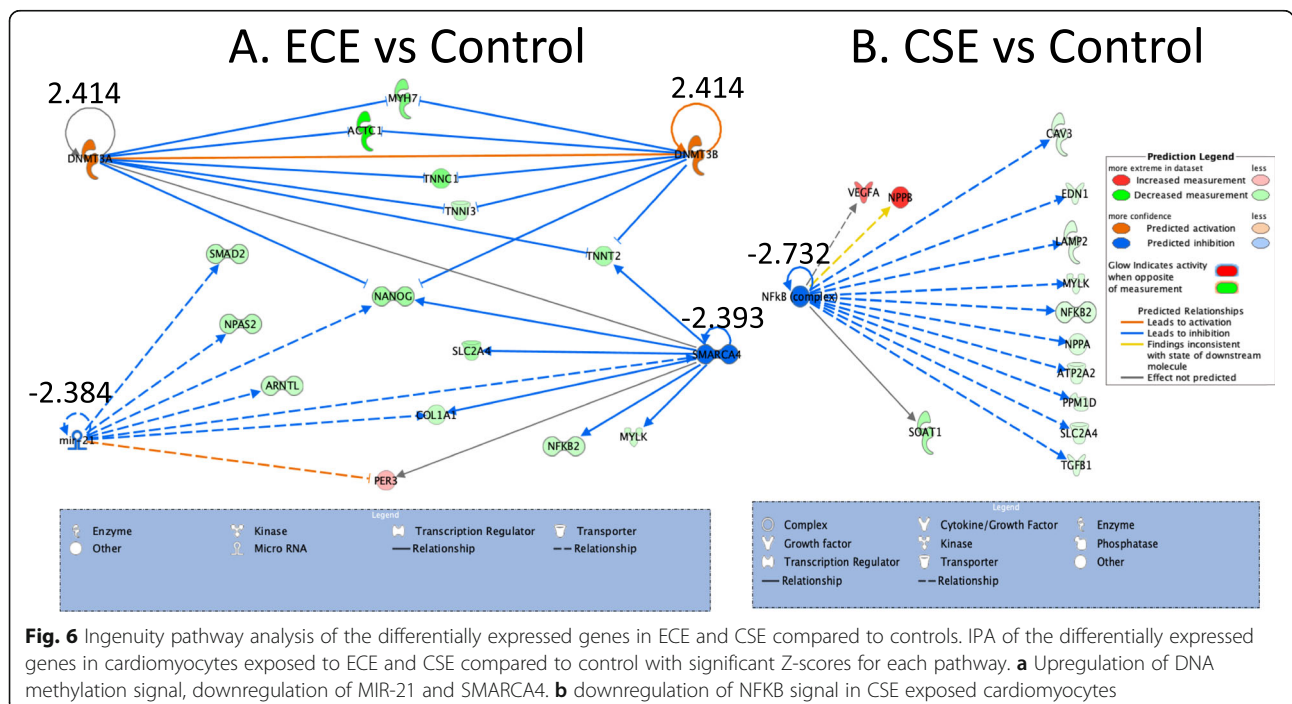 A. ECE vs Control
B. CSE vs Control
2.414
2.414
MYH7
ACTC1
DNMT3A
DNMT3B
TNNC1
TNNI3
SMAD2
TNNT2
NANOG
NPAS2
-2.393
SLC2A4
SMARCA4
ARNTL
-2.384
COL1A1
mir-21
NFKB2
MYLK
PER3
Legend
Enzyme
Kinase
Transcription Regulator
Transporter
Other
Micro RNA
Relationship
Relationship
CAV3
VEGFA
NPPB
EDN1
-2.732
LAMP2
NFkB (complex)
MYLK
NFKB2
NPPA
ATP2A2
PPM1D
SOAT1
SLC2A4
TGFB1
Prediction Legend
more extreme in dataset
less
Increased measurement
Decreased measurement
more confidence
less
Predicted activation
Predicted inhibition
Glow Indicates activity
when opposite
of measurement
Predicted Relationships
Leads to activation
Leads to inhibition
Findings inconsistent
with state of downstream
molecule
Effect not predicted
Legend
Complex
Cytokine/Growth Factor
Enzyme
Growth factor
Kinase
Phosphatase
Transcription Regulator
Transporter
Other
Relationship
Relationship
Fig. 6 Ingenuity pathway analysis of the differentially expressed genes in ECE and CSE compared to controls. IPA of the differentially expressed
genes in cardiomyocytes exposed to ECE and CSE compared to control with significant Z-scores for each pathway. a Upregulation of DNA
methylation signal, downregulation of MIR-21 and SMARCA4. b downregulation of NFKB signal in CSE exposed cardiomyocytes